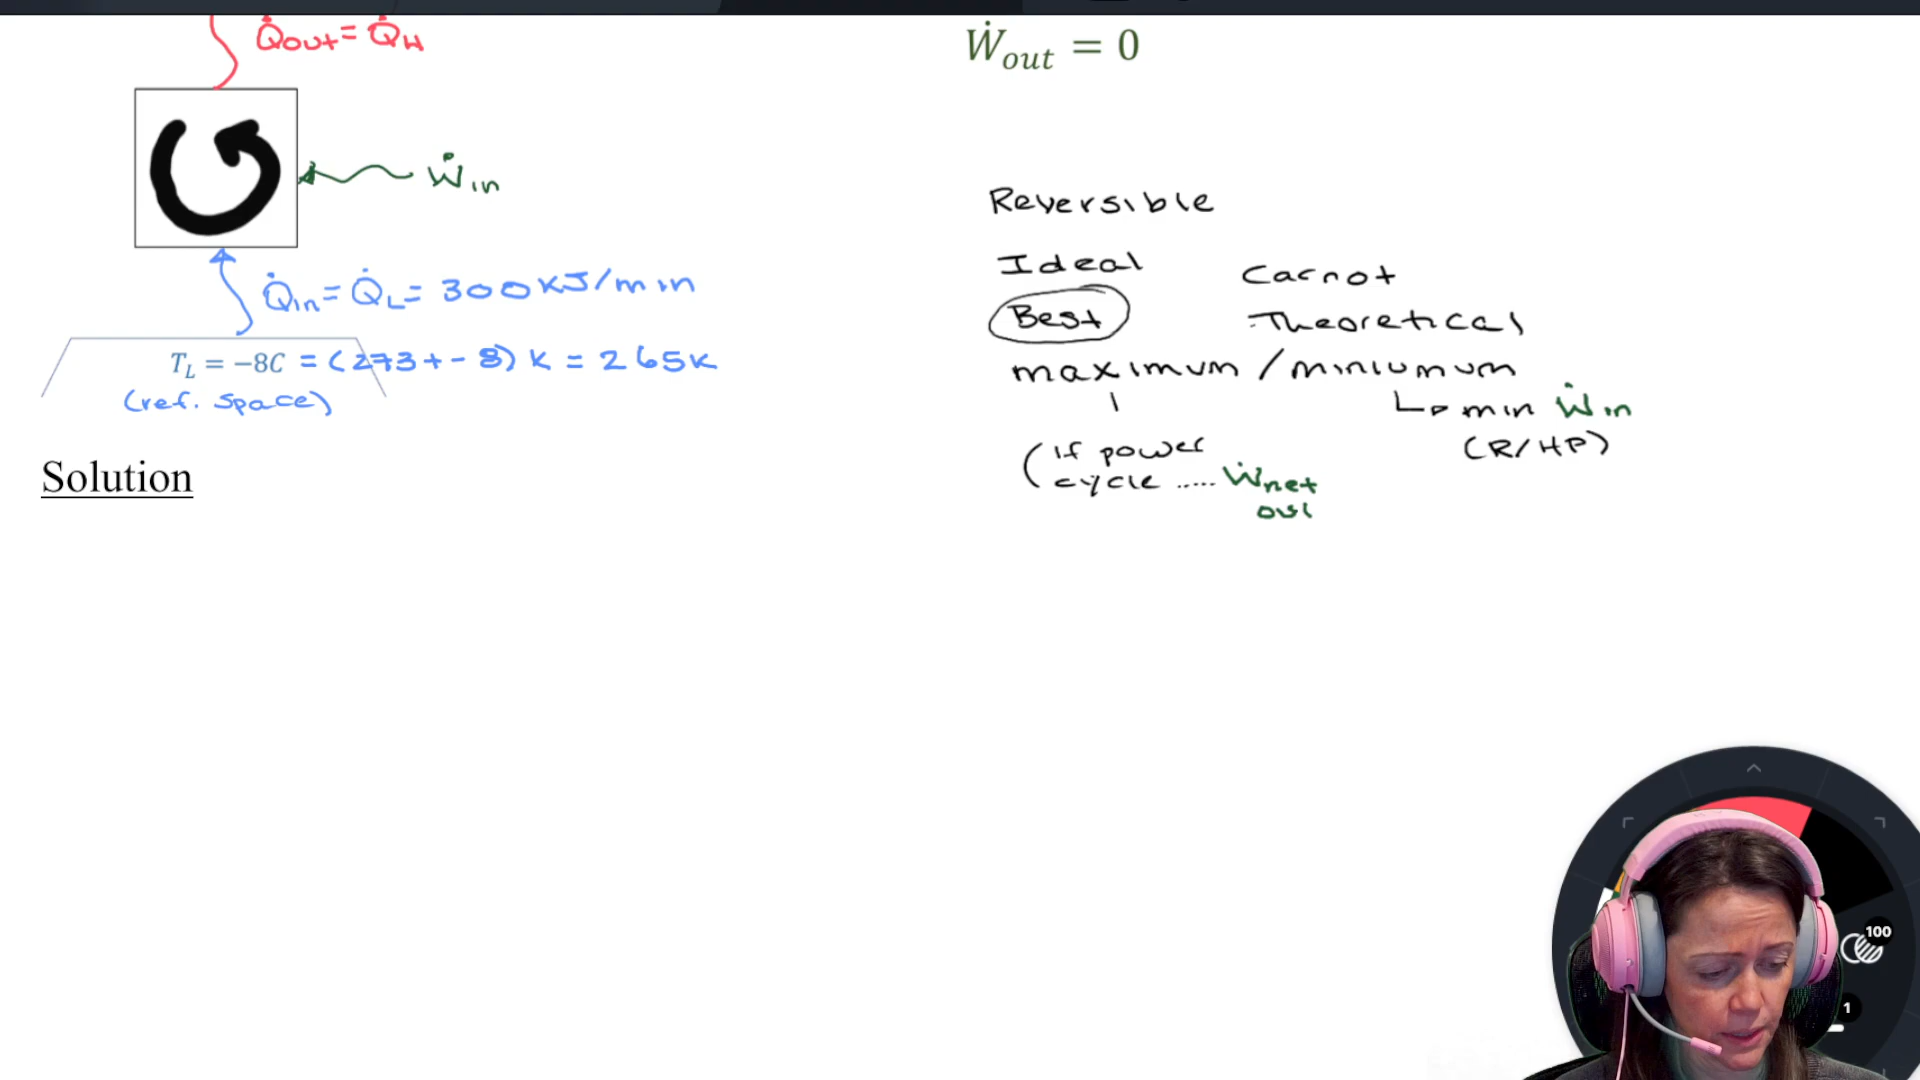 Q̇out = Q̇H
Ẇout = 0
Ẇin
Reversible
Ideal
Carnot
Q̇in = Q̇L = 300 kJ/min
Best
Theoretical
TL = −8C = (273 + - 8) K = 265K
(ref. space)
maximum / miniumum
↳ min Ẇin
(R/HP)
(if power
cycle ..... Ẇnet
out
Solution
100
1